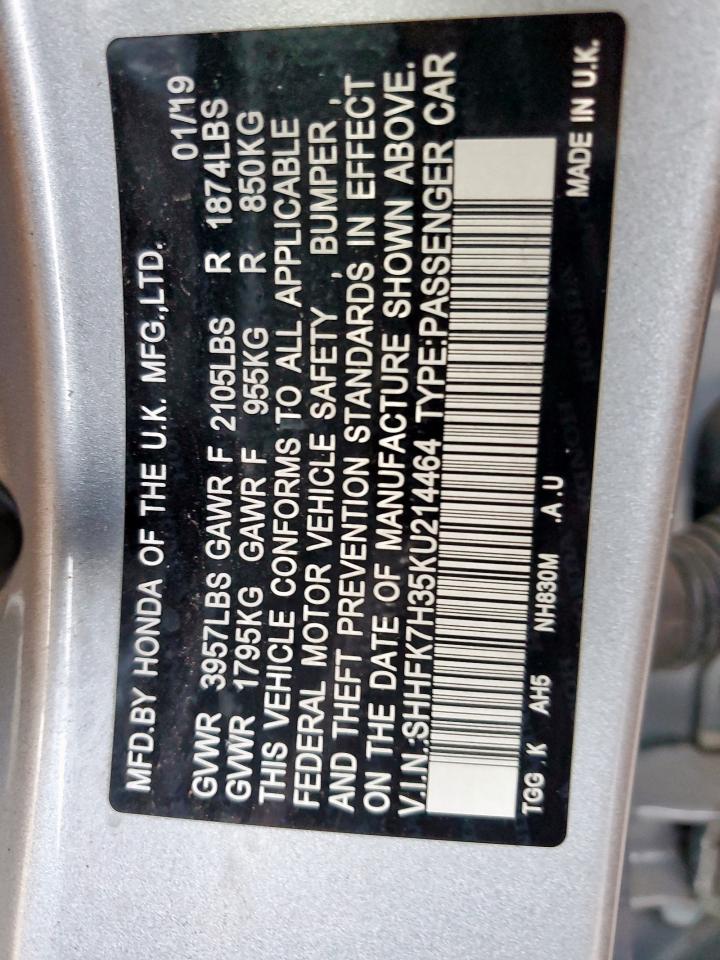 MFD.BY HONDA OF THE U.K. MFG.,LTD. 01/'19
GVWR 3957LBS GAWR F 2105LBS R 1874LBS
GVWR 1795KG GAWR F 955KG R 850KG
THIS VEHICLE CONFORMS TO ALL APPLICABLE
FEDERAL MOTOR VEHICLE SAFETY , BUMPER ,
AND THEFT PREVENTION STANDARDS IN EFFECT
ON THE DATE OF MANUFACTURE SHOWN ABOVE.
V.I.N.:SHHFK7H35KU214464 TYPE:PASSENGER CAR
TGG .K AH5 NH830M .A .U MADE IN U.K.